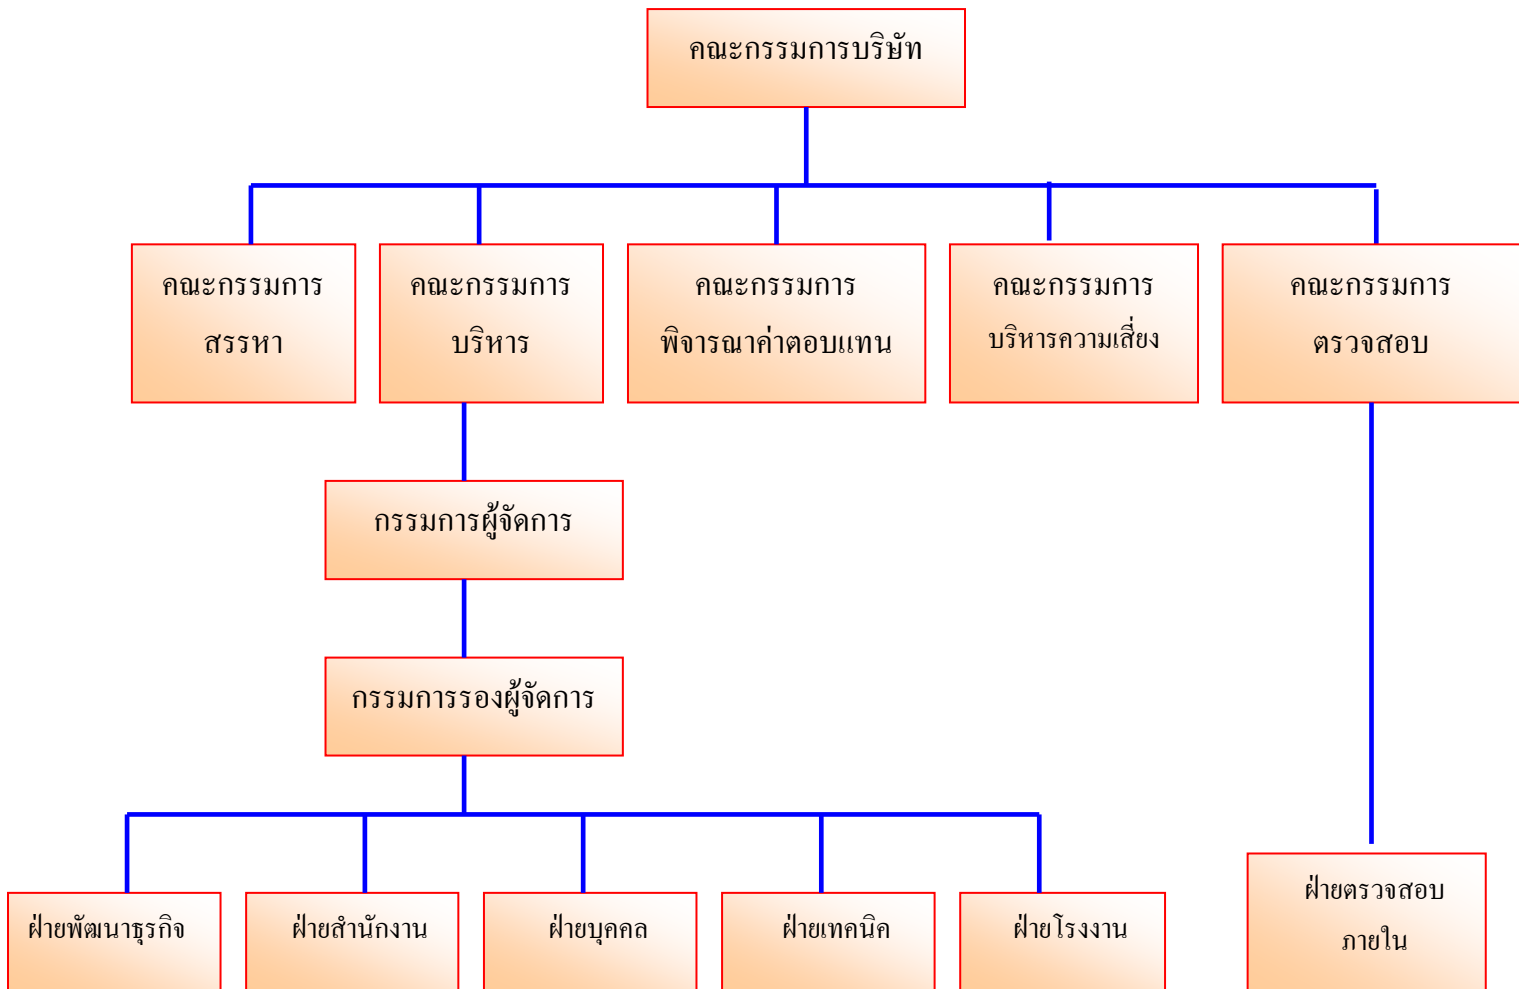 คณะกรรมการบริษัท
คณะกรรมการ
สรรหา
คณะกรรมการ
บริหาร
คณะกรรมการ
พิจารณาค่าตอบแทน
คณะกรรมการ
บริหารความเสี่ยง
คณะกรรมการ
ตรวจสอบ
กรรมการผู้จัดการ
กรรมการรองผู้จัดการ
ฝ่ายพัฒนาธุรกิจ
ฝ่ายสำนักงาน
ฝ่ายบุคคล
ฝ่ายเทคนิค
ฝ่ายโรงงาน
ฝ่ายตรวจสอบ
ภายใน